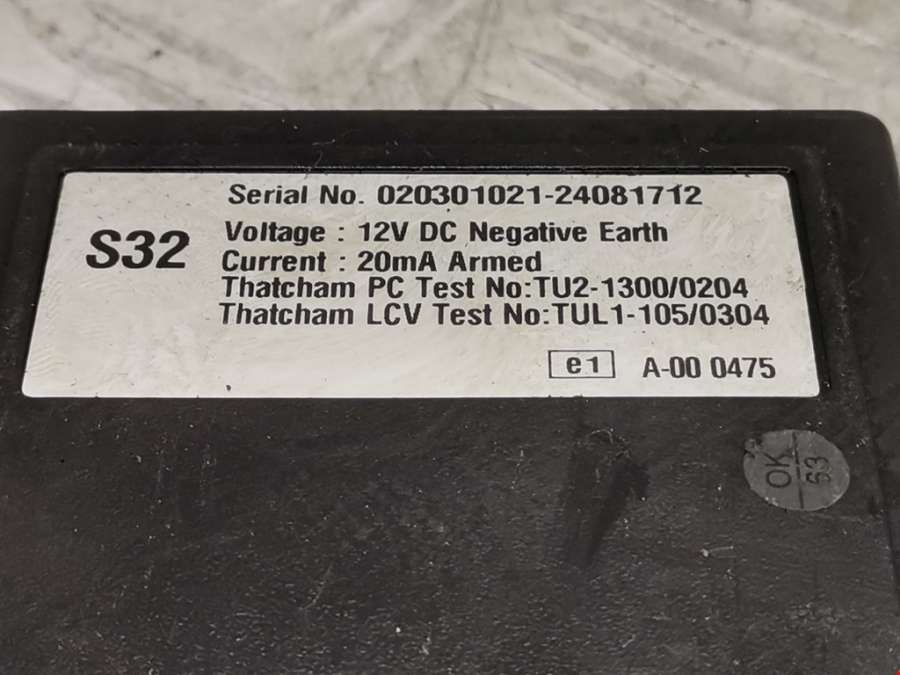 Serial No. 020301021-24081712
S32
Voltage : 12V DC Negative Earth
Current : 20mA Armed
Thatcham PC Test No:TU2-1300/0204
Thatcham LCV Test No:TUL1-105/0304
e1 A-00 0475
OK
63